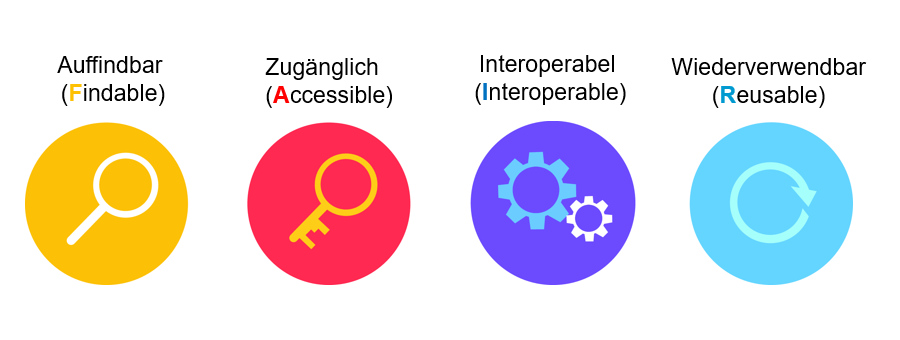 Auffindbar
(Findable)
Zugänglich
(Accessible)
Interoperabel
(Interoperable)
Wiederverwendbar
(Reusable)